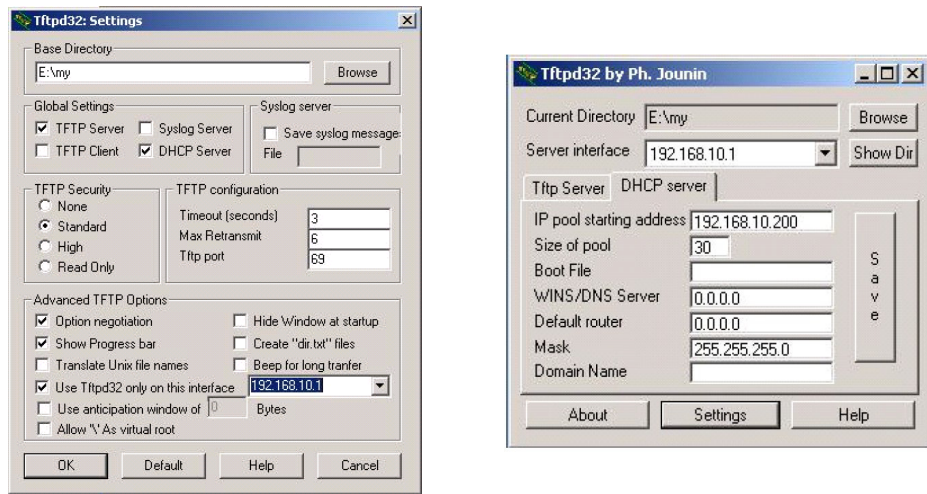 Tftpd32: Settings
Base Directory
E:\my
Browse
Global Settings
TFTP Server
Syslog Server
TFTP Client
DHCP Server
Syslog server
Save syslog message
File
TFTP Security
None
Standard
High
Read Only
TFTP configuration
Timeout (seconds)
3
Max Retransmit
6
Tftp port
69
Advanced TFTP Options
Option negotiation
Hide Window at startup
Show Progress bar
Create "dir.txt" files
Translate Unix file names
Beep for long tranfer
Use Tftpd32 only on this interface
192.168.10.1
Use anticipation window of
0
Bytes
Allow '\' As virtual root
OK
Default
Help
Cancel
Tftpd32 by Ph. Jounin
Current Directory
E:\my
Browse
Server interface
192.168.10.1
Show Dir
Tftp Server
DHCP server
IP pool starting address
192.168.10.200
Size of pool
30
Boot File
WINS/DNS Server
0.0.0.0
Default router
0.0.0.0
Mask
255.255.255.0
Domain Name
Save
About
Settings
Help